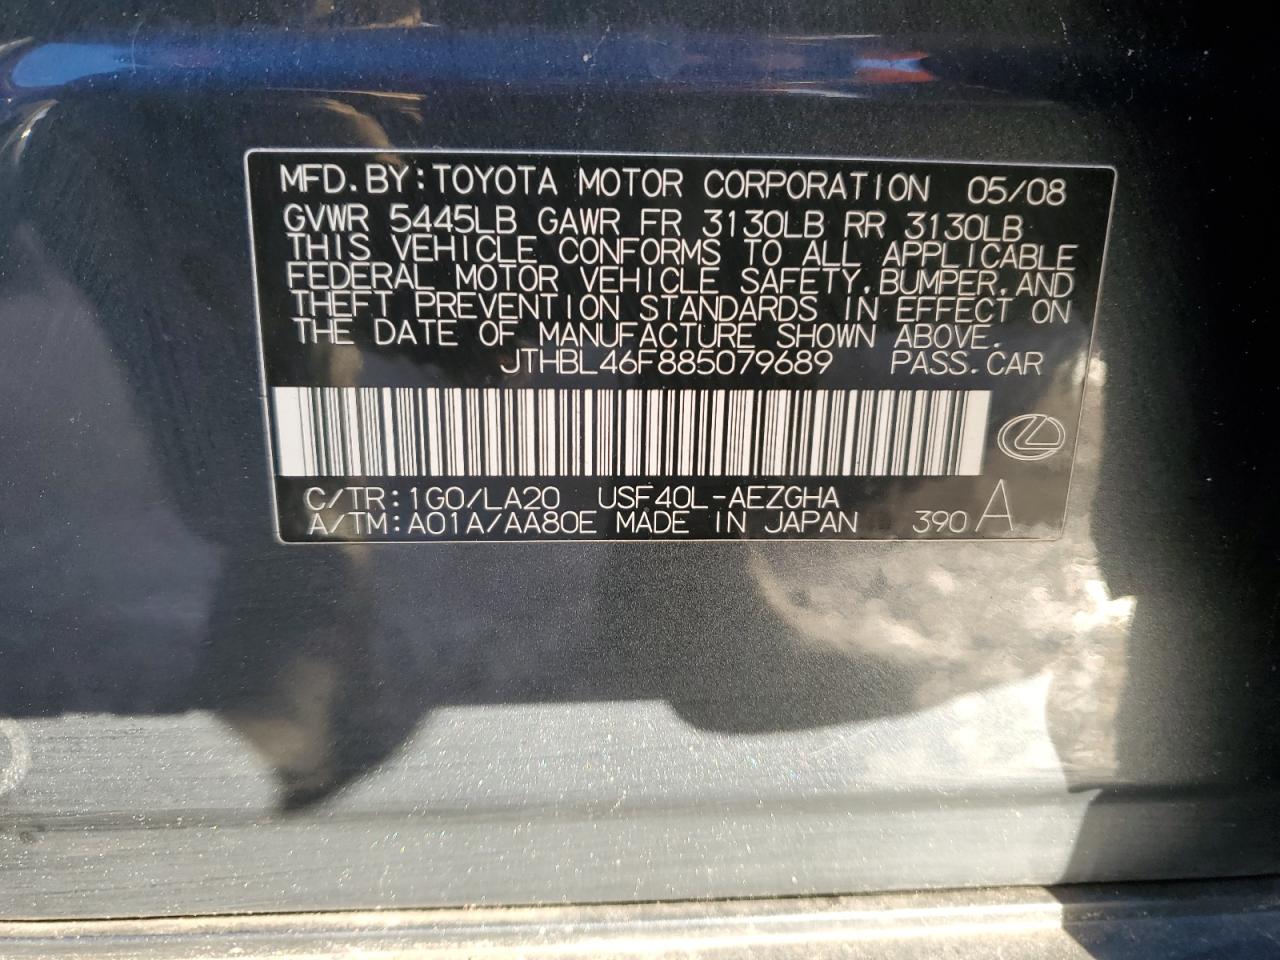 MFD.BY:TOYOTA MOTOR CORPORATION 05/08
GVWR 5445LB GAWR FR 3130LB RR 3130LB
THIS VEHICLE CONFORMS TO ALL APPLICABLE
FEDERAL MOTOR VEHICLE SAFETY,BUMPER,AND
THEFT PREVENTION STANDARDS IN EFFECT ON
THE DATE OF MANUFACTURE SHOWN ABOVE.
JTHBL46F885079689 PASS.CAR
C/TR:1G0/LA20 USF40L-AEZGHA
A/TM:A01A/AA80E MADE IN JAPAN 390 A